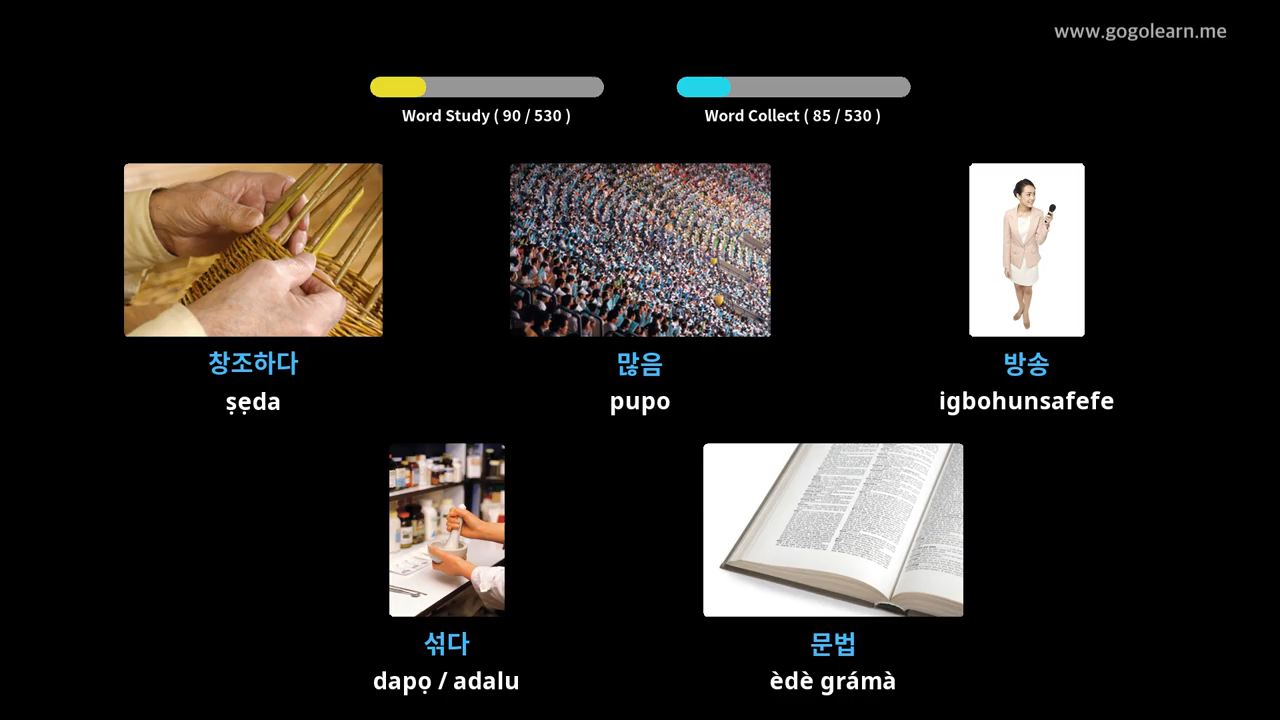 www.gogolearn.me
Word Study ( 90 / 530 )
Word Collect ( 85 / 530 )
창조하다
ṣẹda
많음
pupo
방송
igbohunsafefe
섞다
dapọ / adalu
문법
èdè grámà